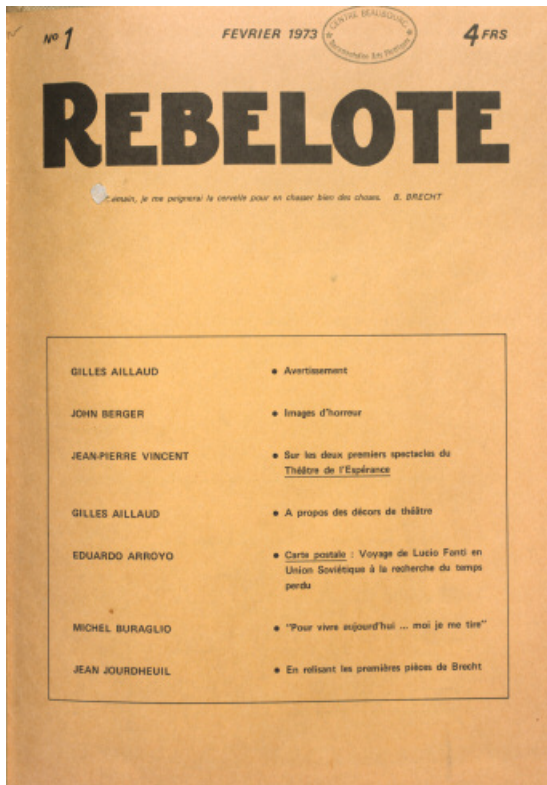 N° 1 FEVRIER 1973 4 FRS
CENTRE BEAUBOURG
REBELOTE
Demain, je me peignerai la cervelle pour en chasser bien des choses. B. BRECHT
GILLES AILLAUD • Avertissement
JOHN BERGER • Images d'horreur
JEAN-PIERRE VINCENT • Sur les deux premiers spectacles du
Théâtre de l'Espérance
GILLES AILLAUD • A propos des décors de théâtre
EDUARDO ARROYO • Carte postale : Voyage de Lucio Fanti en
Union Soviétique à la recherche du temps
perdu
MICHEL BURAGLIO • "Pour vivre aujourd'hui ... moi je me tire"
JEAN JOURDHEUIL • En relisant les premières pièces de Brecht